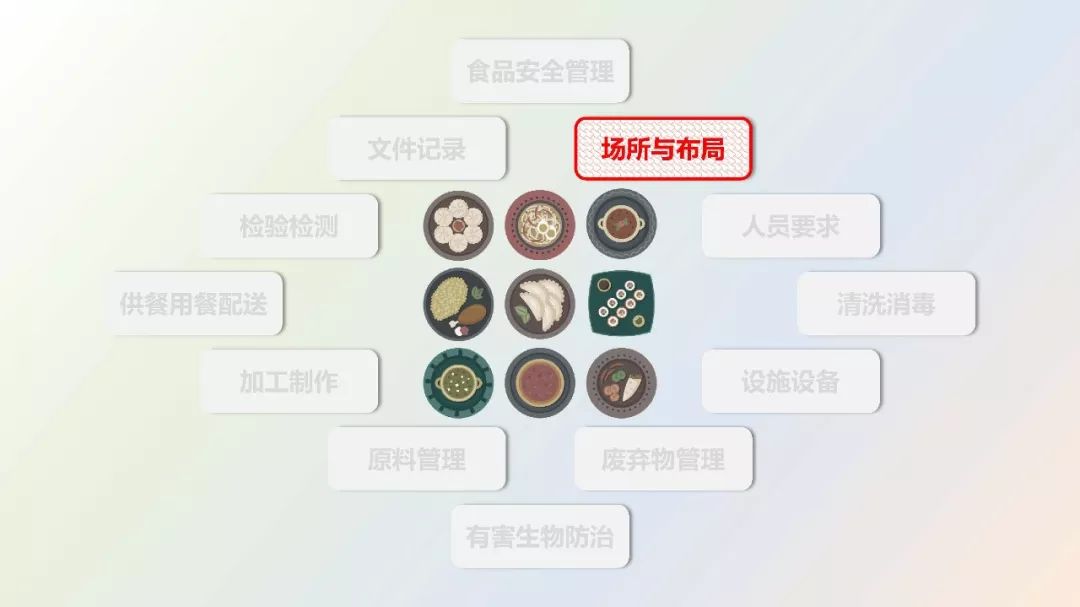 食品安全管理
文件记录
场所与布局
检验检测
人员要求
供餐用餐配送
清洗消毒
加工制作
设施设备
原料管理
废弃物管理
有害生物防治